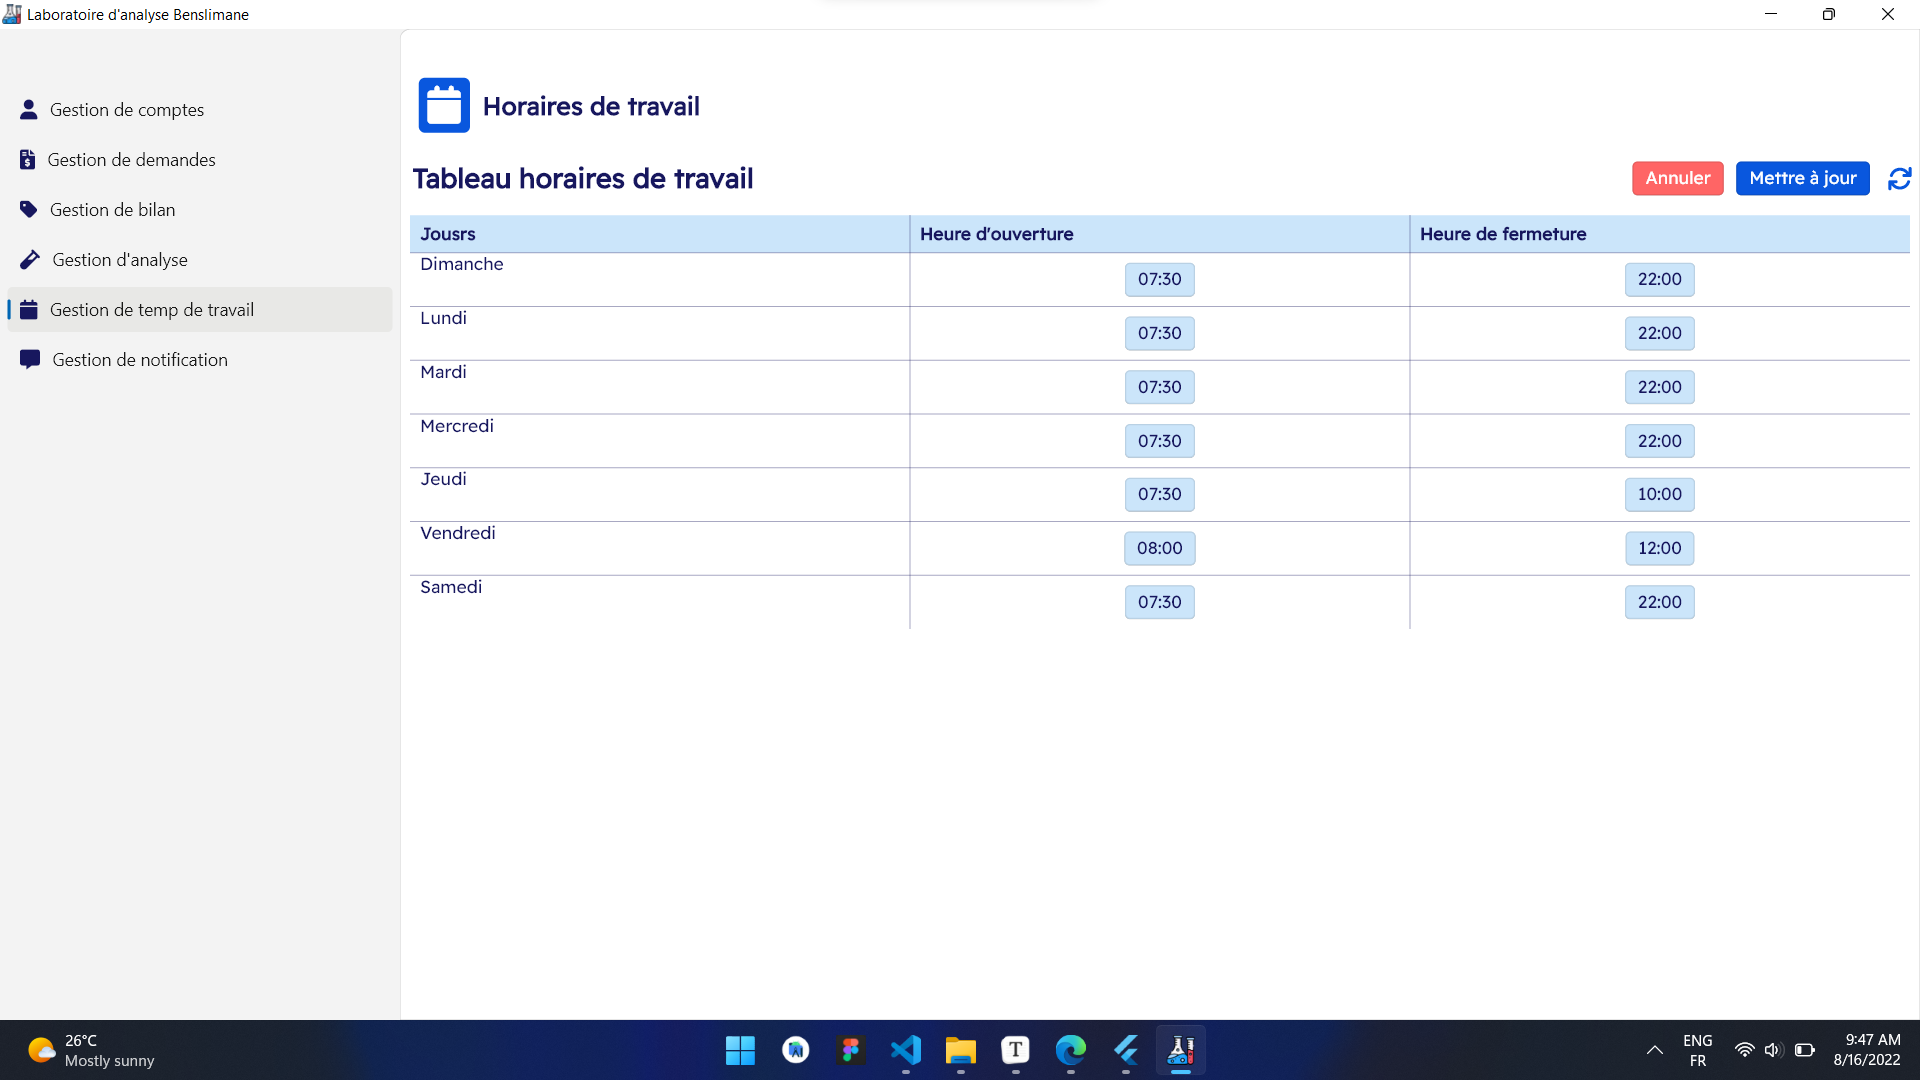 Laboratoire d'analyse Benslimane
Gestion de comptes
Gestion de demandes
Gestion de bilan
Gestion d'analyse
Gestion de temp de travail
Gestion de notification
Horaires de travail
Tableau horaires de travail
Annuler
Mettre à jour
Jousrs Heure d'ouverture Heure de fermeture
Dimanche 07:30 22:00
Lundi 07:30 22:00
Mardi 07:30 22:00
Mercredi 07:30 22:00
Jeudi 07:30 10:00
Vendredi 08:00 12:00
Samedi 07:30 22:00
26°C
Mostly sunny
T
ENG
FR
9:47 AM
8/16/2022